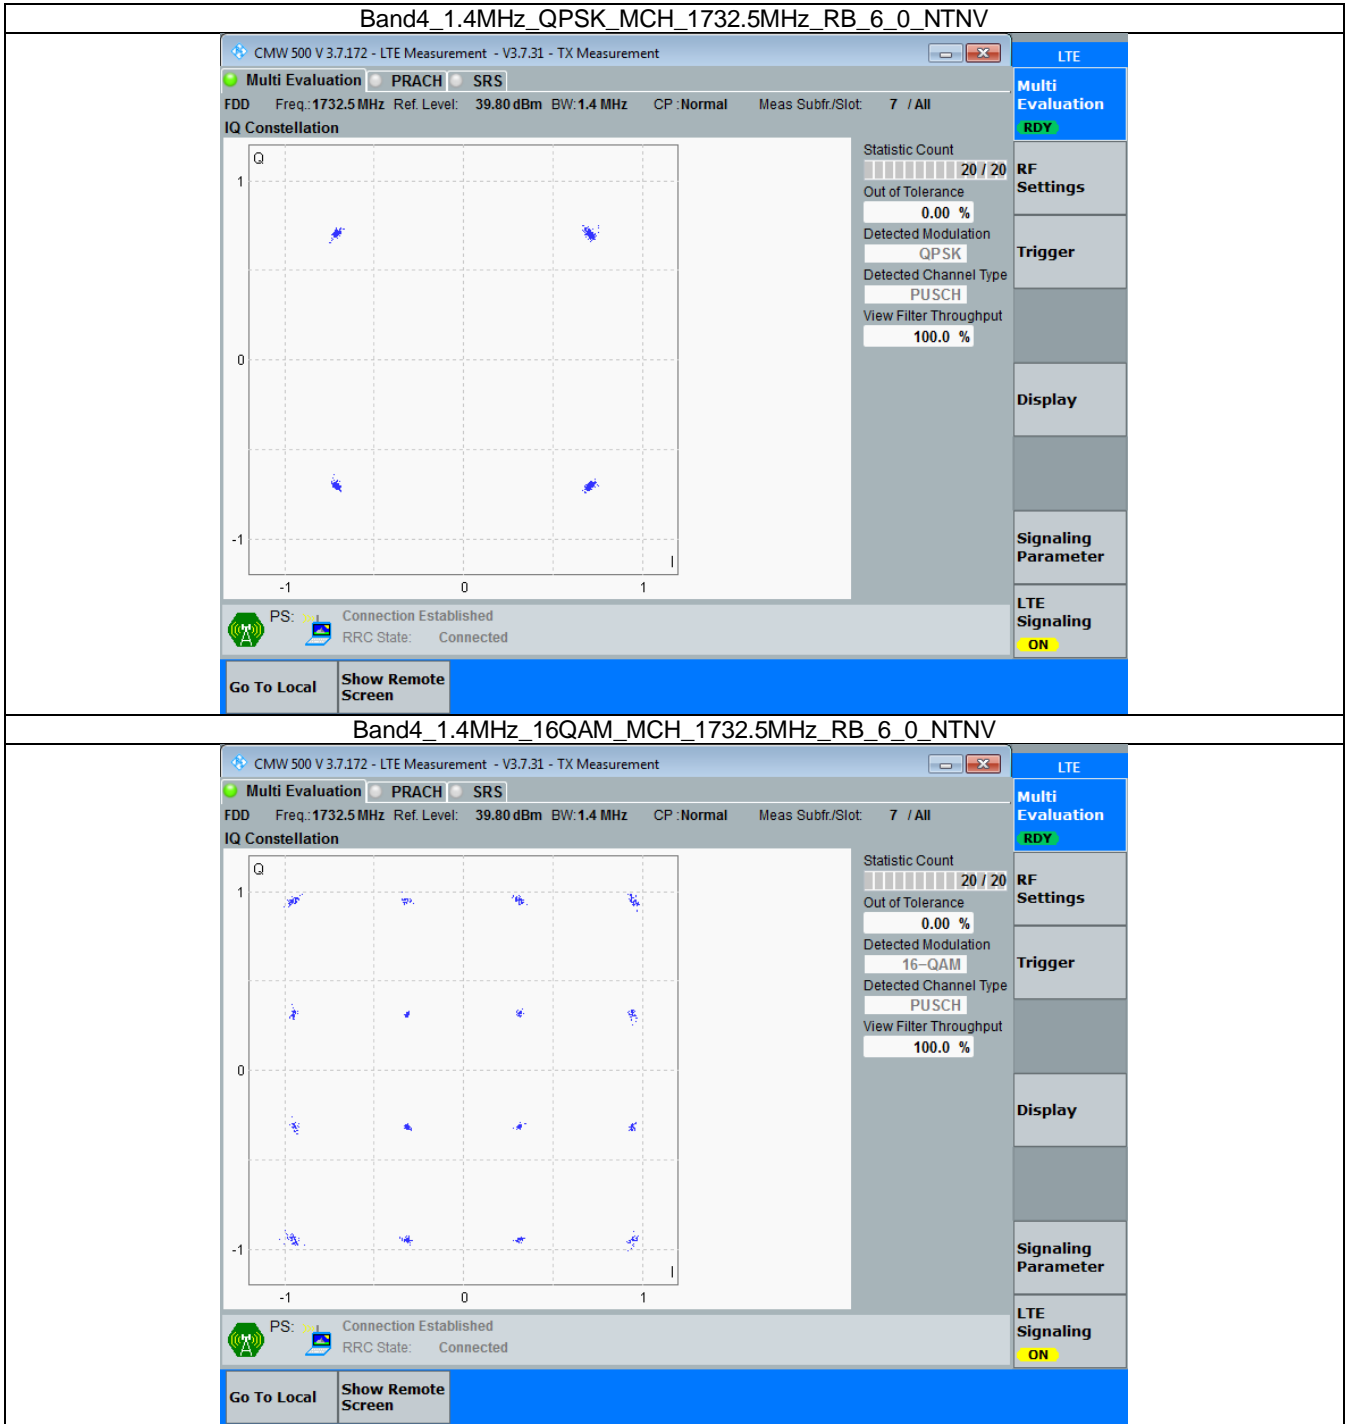 Band4_1.4MHz_QPSK_MCH_1732.5MHz_RB_6_0_NTNV
CMW 500 V 3.7.172 - LTE Measurement - V3.7.31 - TX Measurement
LTE
Multi Evaluation PRACH SRS
Multi
Evaluation
RDY
FDD Freq.: 1732.5 MHz Ref. Level: 39.80 dBm BW: 1.4 MHz CP : Normal Meas Subfr./Slot: 7 / All
IQ Constellation
Q
1
0
-1
I
-1 0 1
Statistic Count
20 / 20
Out of Tolerance
0.00 %
Detected Modulation
QPSK
Detected Channel Type
PUSCH
View Filter Throughput
100.0 %
RF
Settings
Trigger
Display
Signaling
Parameter
LTE
Signaling
ON
PS: Connection Established
RRC State: Connected
Go To Local
Show Remote
Screen
Band4_1.4MHz_16QAM_MCH_1732.5MHz_RB_6_0_NTNV
CMW 500 V 3.7.172 - LTE Measurement - V3.7.31 - TX Measurement
LTE
Multi Evaluation PRACH SRS
Multi
Evaluation
RDY
FDD Freq.: 1732.5 MHz Ref. Level: 39.80 dBm BW: 1.4 MHz CP : Normal Meas Subfr./Slot: 7 / All
IQ Constellation
Q
1
0
-1
I
-1 0 1
Statistic Count
20 / 20
Out of Tolerance
0.00 %
Detected Modulation
16-QAM
Detected Channel Type
PUSCH
View Filter Throughput
100.0 %
RF
Settings
Trigger
Display
Signaling
Parameter
LTE
Signaling
ON
PS: Connection Established
RRC State: Connected
Go To Local
Show Remote
Screen